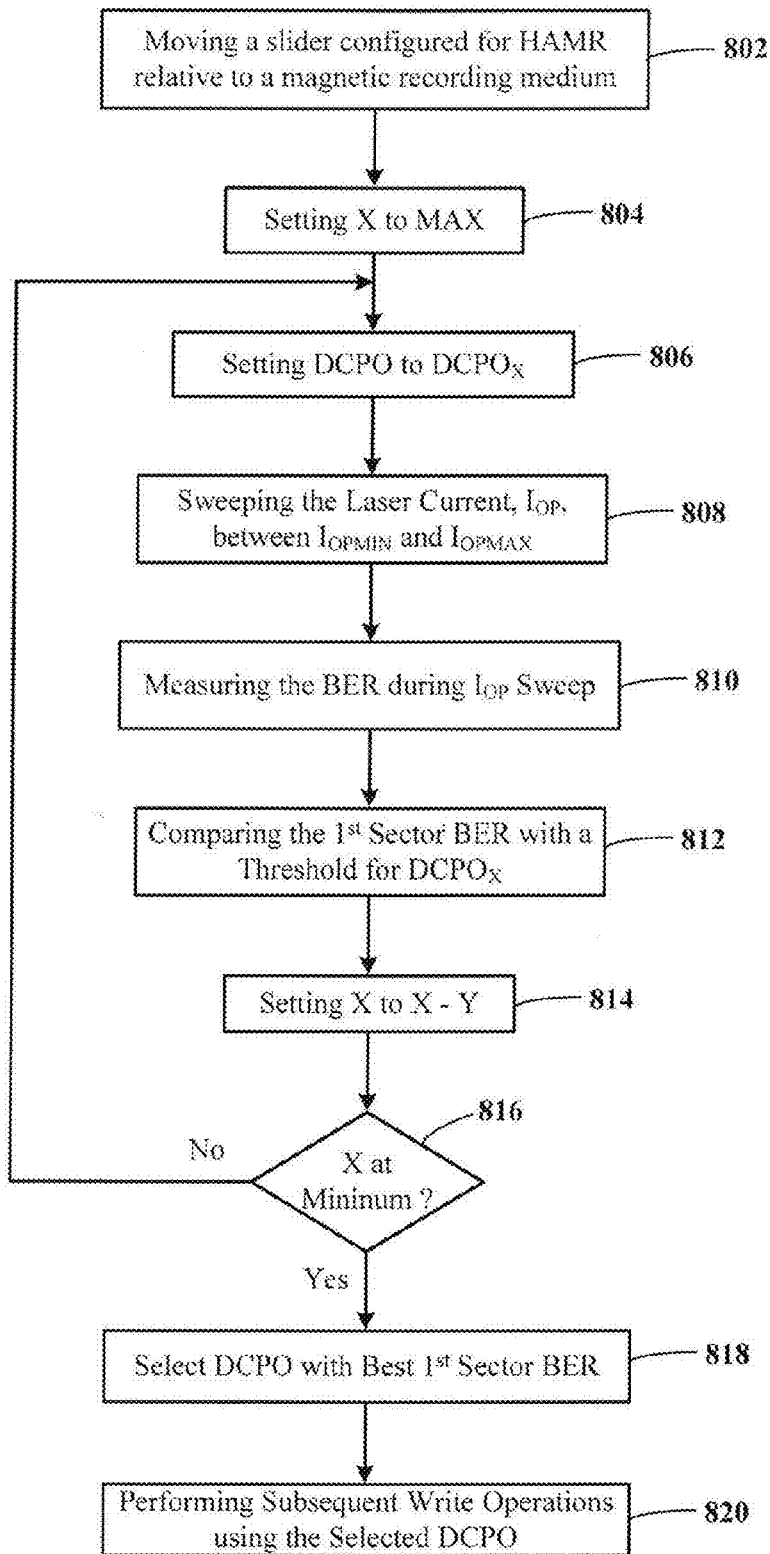 Moving a slider configured for HAMR
relative to a magnetic recording medium
802
Setting X to MAX
804
Setting DCPO to DCPOX
806
Sweeping the Laser Current, IOP,
between IOPMIN and IOPMAX
808
Measuring the BER during IOP Sweep
810
Comparing the 1st Sector BER with a
Threshold for DCPOX
812
Setting X to X - Y
814
816
No
X at
Mininum ?
Yes
Select DCPO with Best 1st Sector BER
818
Performing Subsequent Write Operations
using the Selected DCPO
820